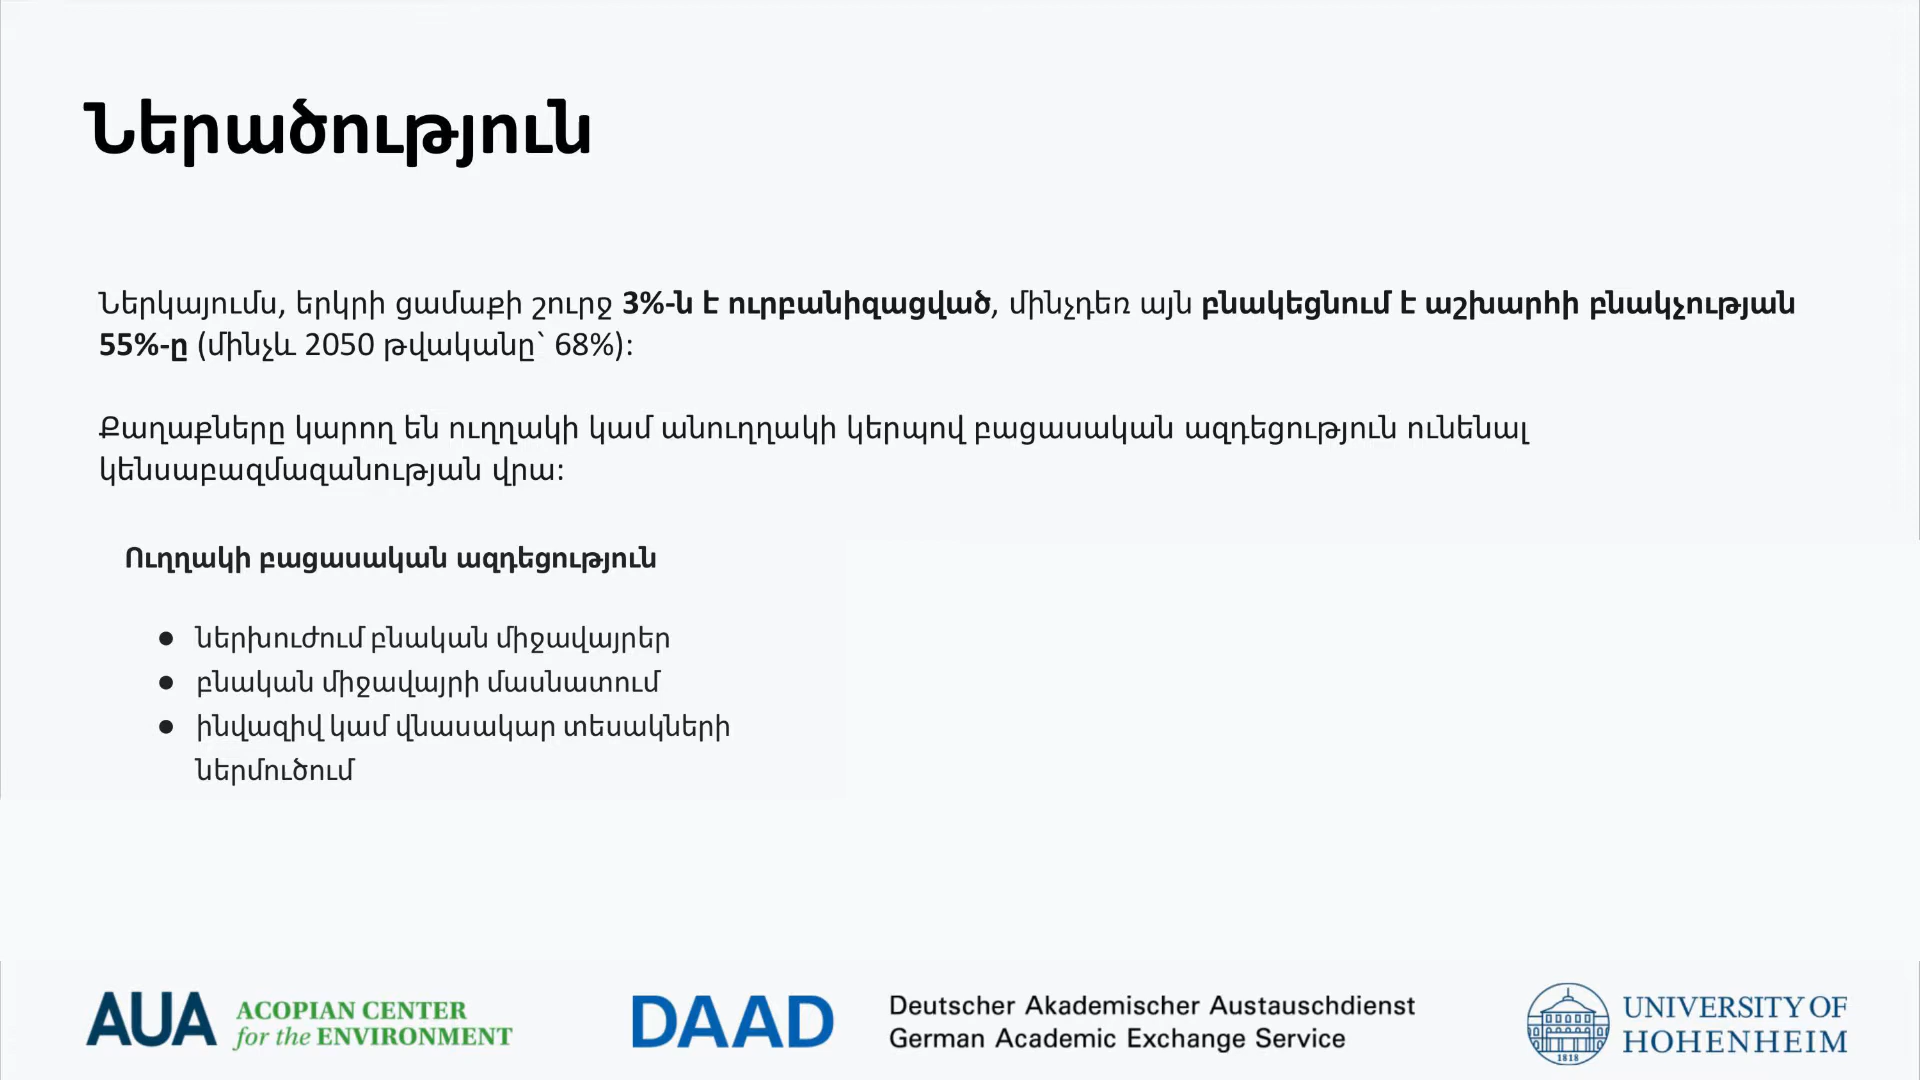 Ներածություն
Ներկայումս, երկրի ցամաքի շուրջ 3%-ն է ուրբանիզացված, մինչդեռ այն բնակեցնում է աշխարհի բնակչության
55%-ը (մինչև 2050 թվականը՝ 68%):
Քաղաքները կարող են ուղղակի կամ անուղղակի կերպով բացասական ազդեցություն ունենալ
կենսաբազմազանության վրա:
Ուղղակի բացասական ազդեցություն
● ներխուժում բնական միջավայրեր
● բնական միջավայրի մասնատում
● ինվազիվ կամ վնասակար տեսակների
ներմուծում
AUA ACOPIAN CENTER
for the ENVIRONMENT
DAAD
Deutscher Akademischer Austauschdienst
German Academic Exchange Service
1818
UNIVERSITY OF
HOHENHEIM